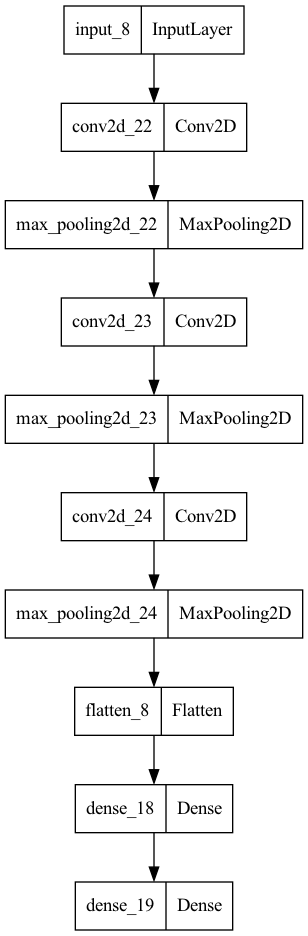 input_8 InputLayer
conv2d_22 Conv2D
max_pooling2d_22 MaxPooling2D
conv2d_23 Conv2D
max_pooling2d_23 MaxPooling2D
conv2d_24 Conv2D
max_pooling2d_24 MaxPooling2D
flatten_8 Flatten
dense_18 Dense
dense_19 Dense